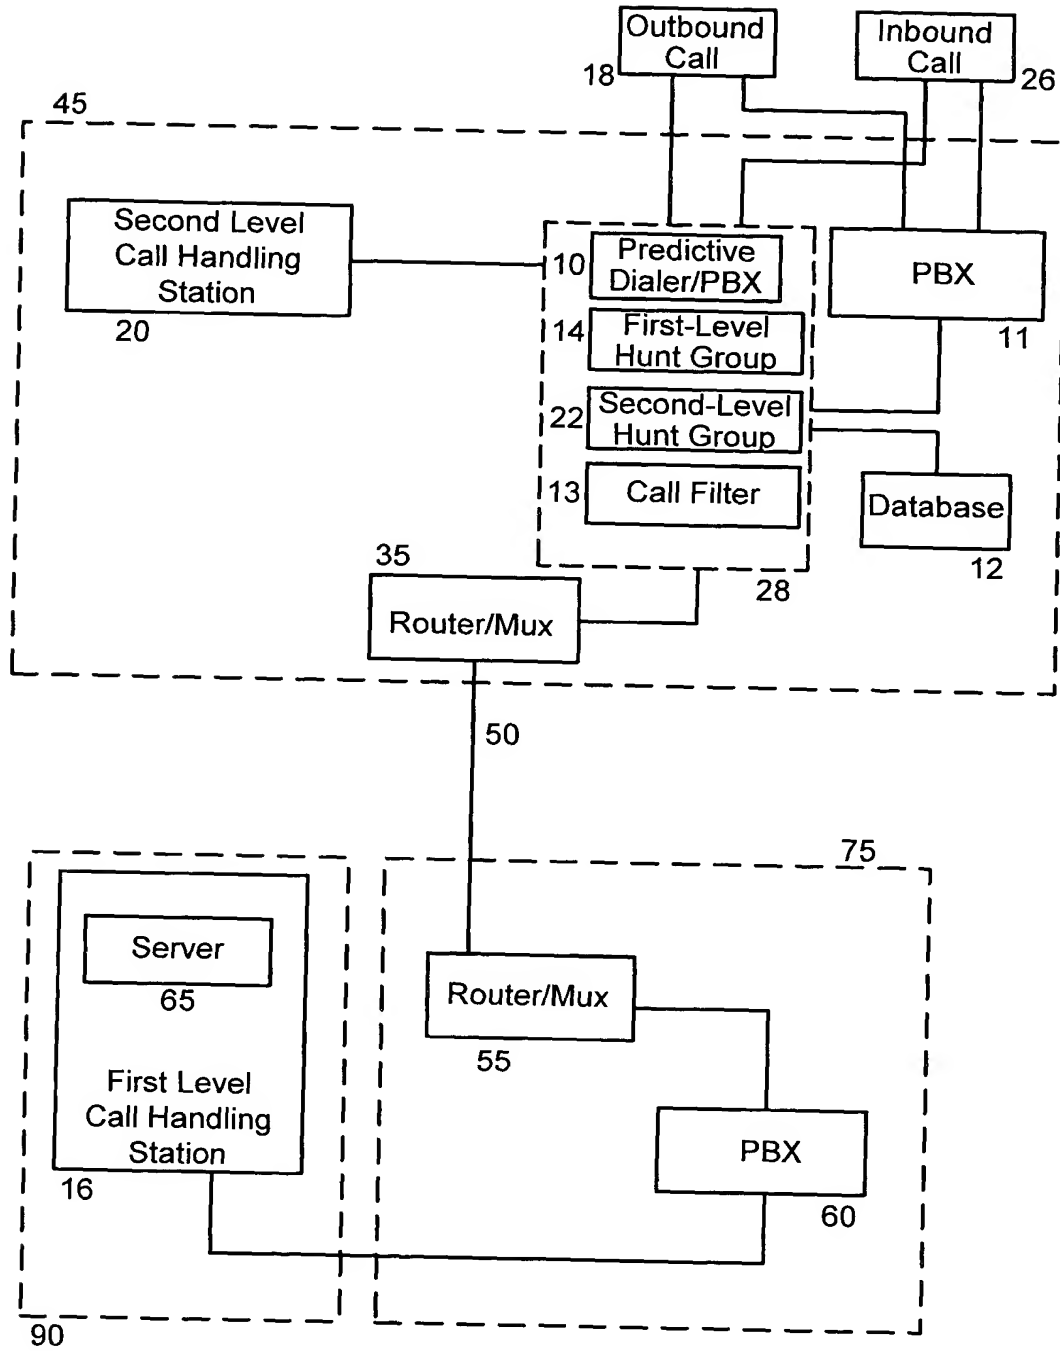 Outbound
Call
18
Inbound
Call
26
45
Second Level
Call Handling
Station
20
10
Predictive
Dialer/PBX
14
First-Level
Hunt Group
22
Second-Level
Hunt Group
13
Call Filter
28
PBX
11
Database
12
35
Router/Mux
50
75
Server
65
First Level
Call Handling
Station
16
90
Router/Mux
55
PBX
60